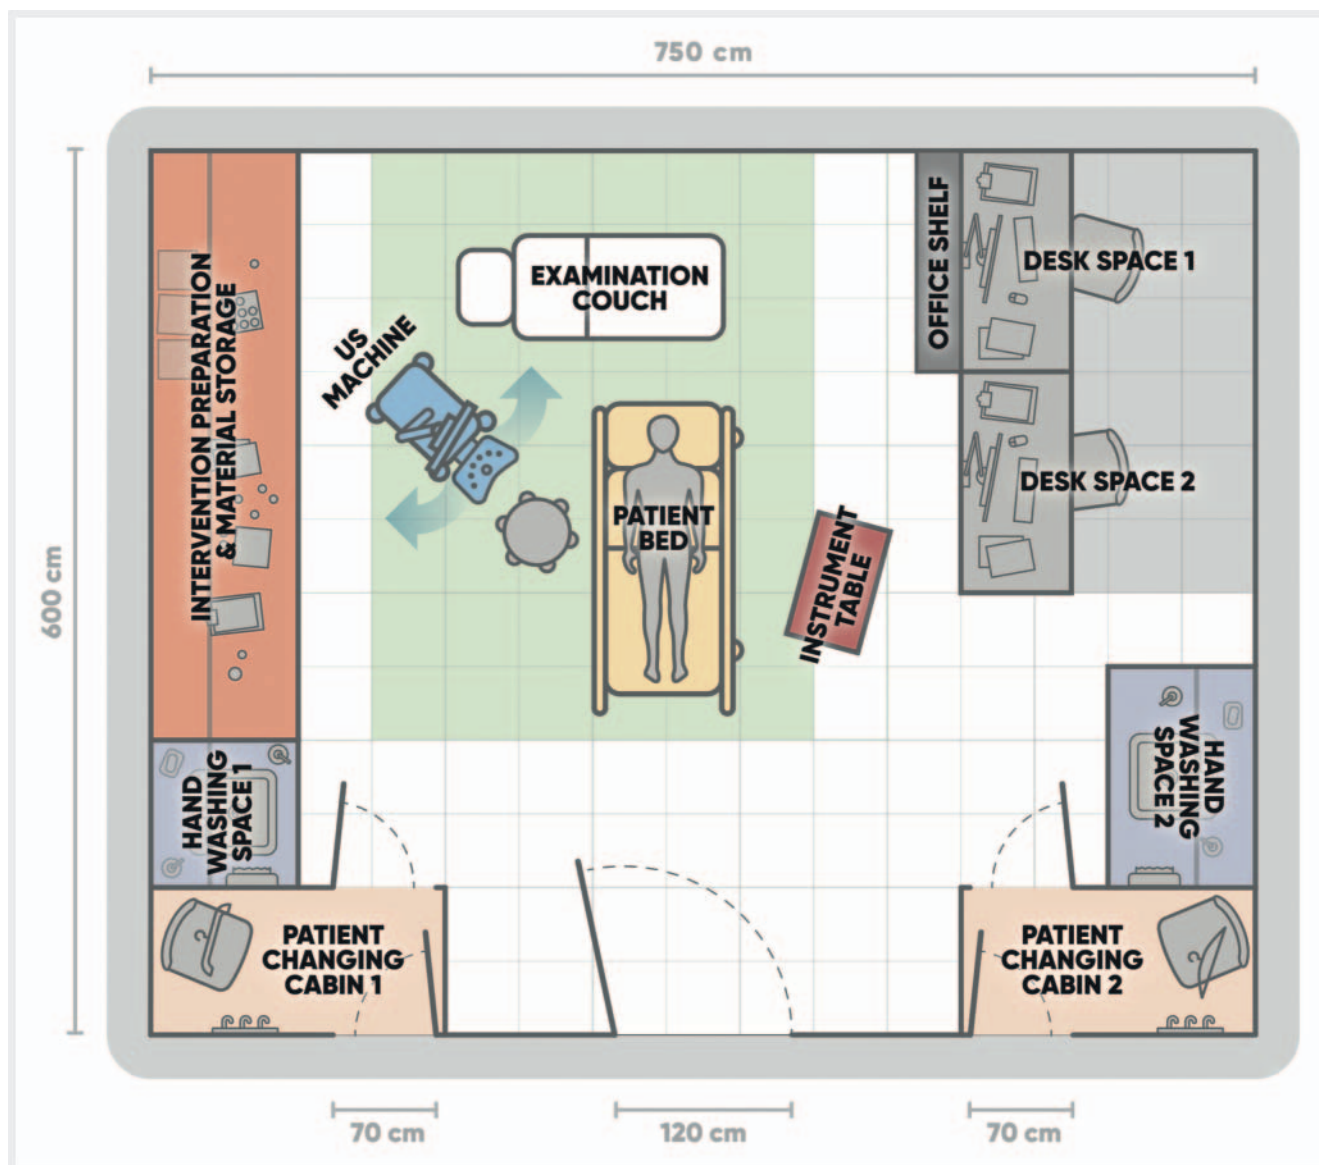 750 cm
600 cm
INTERVENTION PREPARATION
& MATERIAL STORAGE
US
MACHINE
EXAMINATION
COUCH
OFFICE SHELF
DESK SPACE 1
DESK SPACE 2
PATIENT
BED
INSTRUMENT
TABLE
HAND
WASHING
SPACE 1
HAND
WASHING
SPACE 2
PATIENT
CHANGING
CABIN 1
PATIENT
CHANGING
CABIN 2
70 cm
120 cm
70 cm